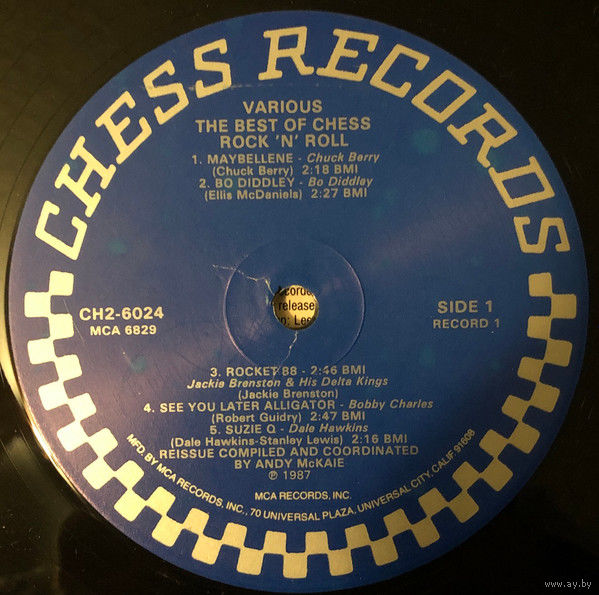 CHESS RECORDS
VARIOUS
THE BEST OF CHESS
ROCK 'N' ROLL
1. MAYBELLENE - Chuck Berry
(Chuck Berry) 2:18 BMI
2. BO DIDDLEY - Bo Diddley
(Ellis McDaniels) 2:27 BMI
CH2-6024
MCA 6829
release
SIDE 1
RECORD 1
3. ROCKET 88 - 2:46 BMI
Jackie Brenston & His Delta Kings
(Jackie Brenston)
4. SEE YOU LATER ALLIGATOR - Bobby Charles
(Robert Guidry) 2:47 BMI
5. SUZIE Q - Dale Hawkins
(Dale Hawkins-Stanley Lewis) 2:16 BMI
REISSUE COMPILED AND COORDINATED
BY ANDY McKAIE
℗ 1987
MCA RECORDS, INC.
MFD. BY MCA RECORDS, INC., 70 UNIVERSAL PLAZA, UNIVERSAL CITY, CALIF 91608
www.ay.by